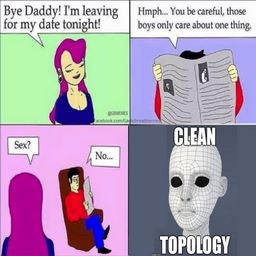 Bye Daddy! I'm leaving
for my date tonight!
Hmph... You be careful, those
boys only care about one thing.
Sex?
No...
CLEAN
TOPOLOGY